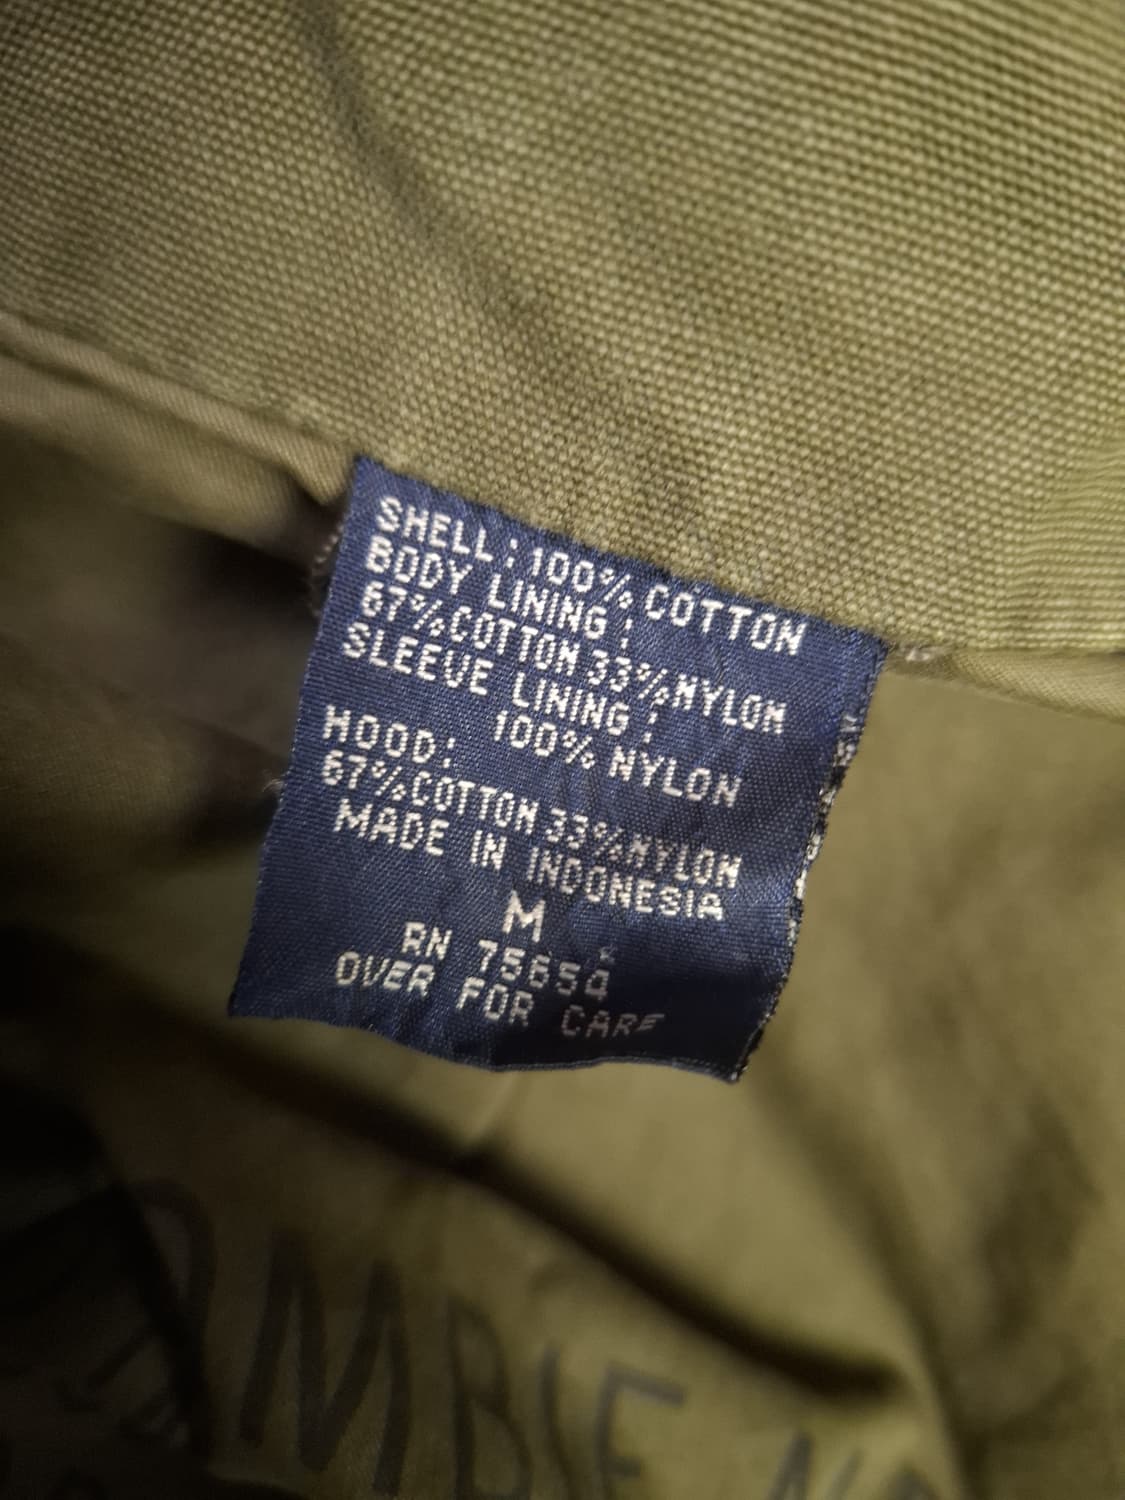 SHELL : 100% COTTON
BODY LINING :
67% COTTON 33% NYLON
SLEEVE LINING :
100% NYLON
HOOD:
67% COTTON 33% NYLON
MADE IN INDONESIA
M
RN 75654
OVER FOR CARE